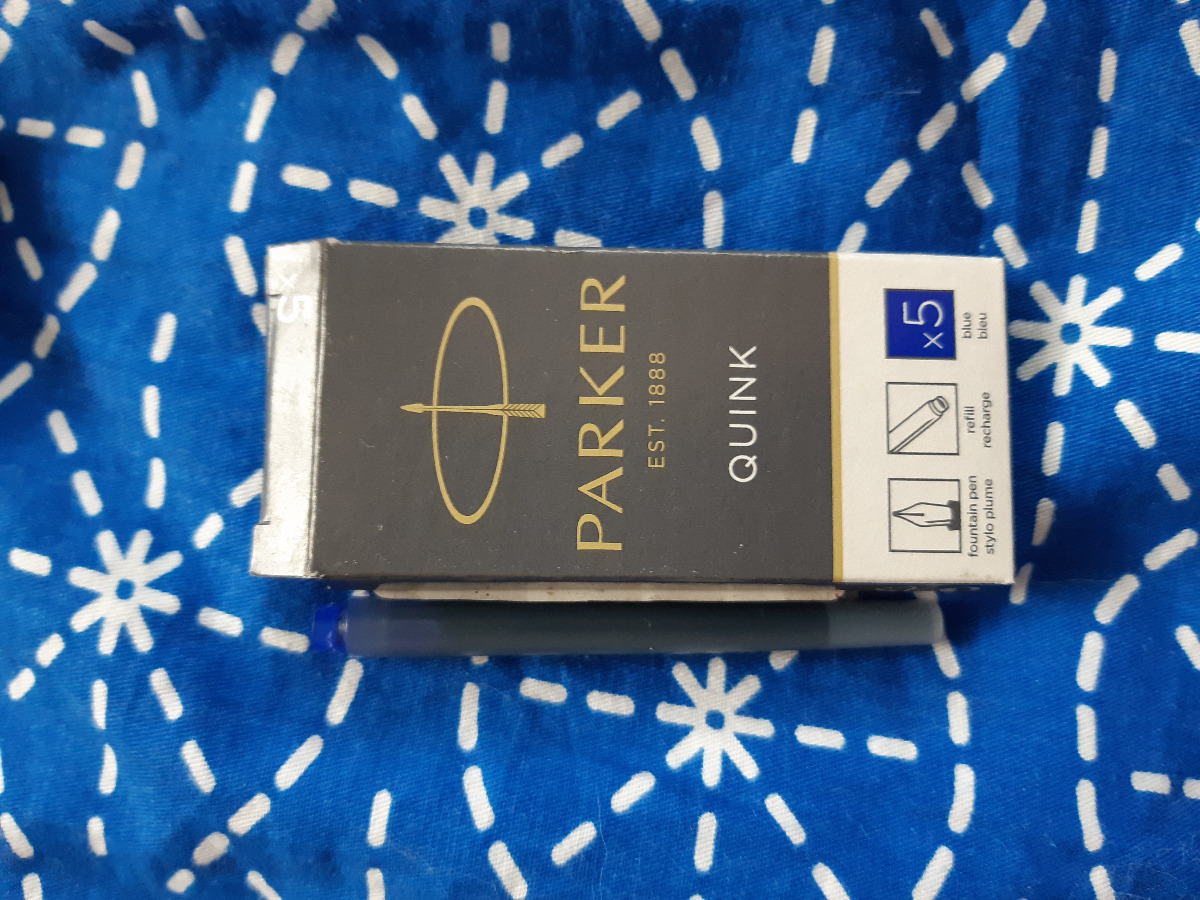 PARKER
EST. 1888
QUINK
fountain pen
stylo plume
refill
recharge
x5
blue
bleu
x5